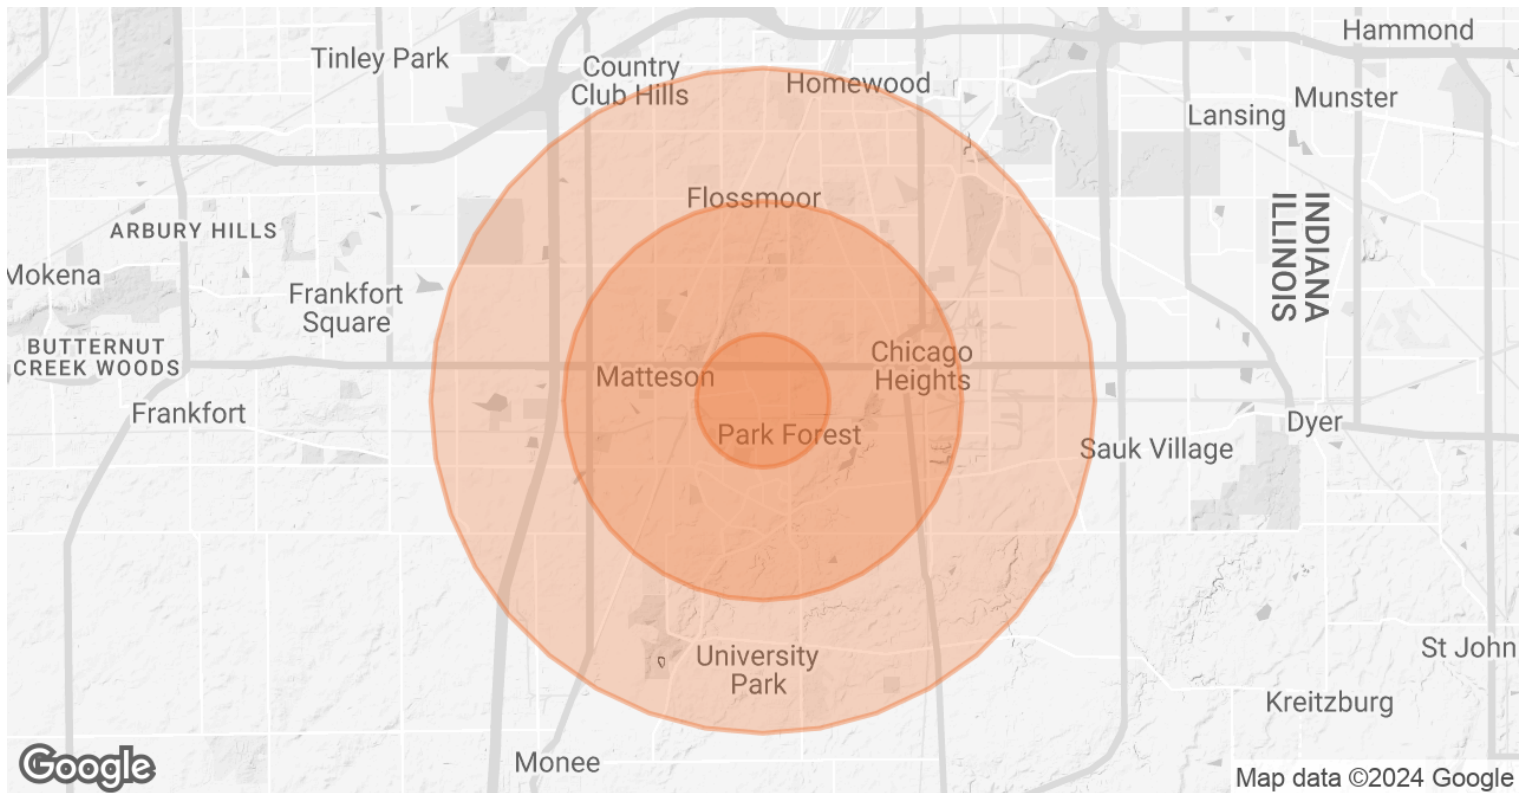 Hammond
Tinley Park
Country
Club Hills
Homewood
Munster
Lansing
Flossmoor
ARBURY HILLS
INDIANA
ILLINOIS
Mokena
Frankfort
Square
BUTTERNUT
CREEK WOODS
Chicago
Heights
Matteson
Frankfort
Dyer
Park Forest
Sauk Village
University
Park
St John
Kreitzburg
Monee
Google
Map data ©2024 Google